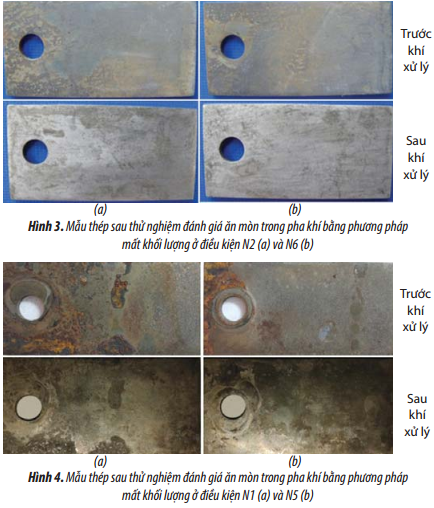 Trước
khí
xử lý
Sau
khí
xử lý
(a) (b)
Hình 3. Mẫu thép sau thử nghiệm đánh giá ăn mòn trong pha khí bằng phương pháp
mất khối lượng ở điều kiện N2 (a) và N6 (b)
Trước
khí
xử lý
Sau
khí
xử lý
(a) (b)
Hình 4. Mẫu thép sau thử nghiệm đánh giá ăn mòn trong pha khí bằng phương pháp
mất khối lượng ở điều kiện N1 (a) và N5 (b)